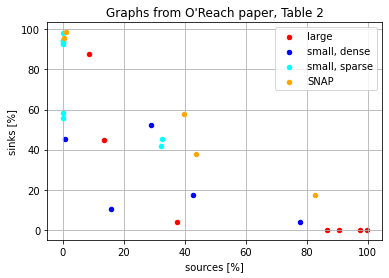 Graphs from O'Reach paper, Table 2
large
small, dense
small, sparse
SNAP
sinks [%]
100
80
60
40
20
0
0 20 40 60 80 100
sources [%]